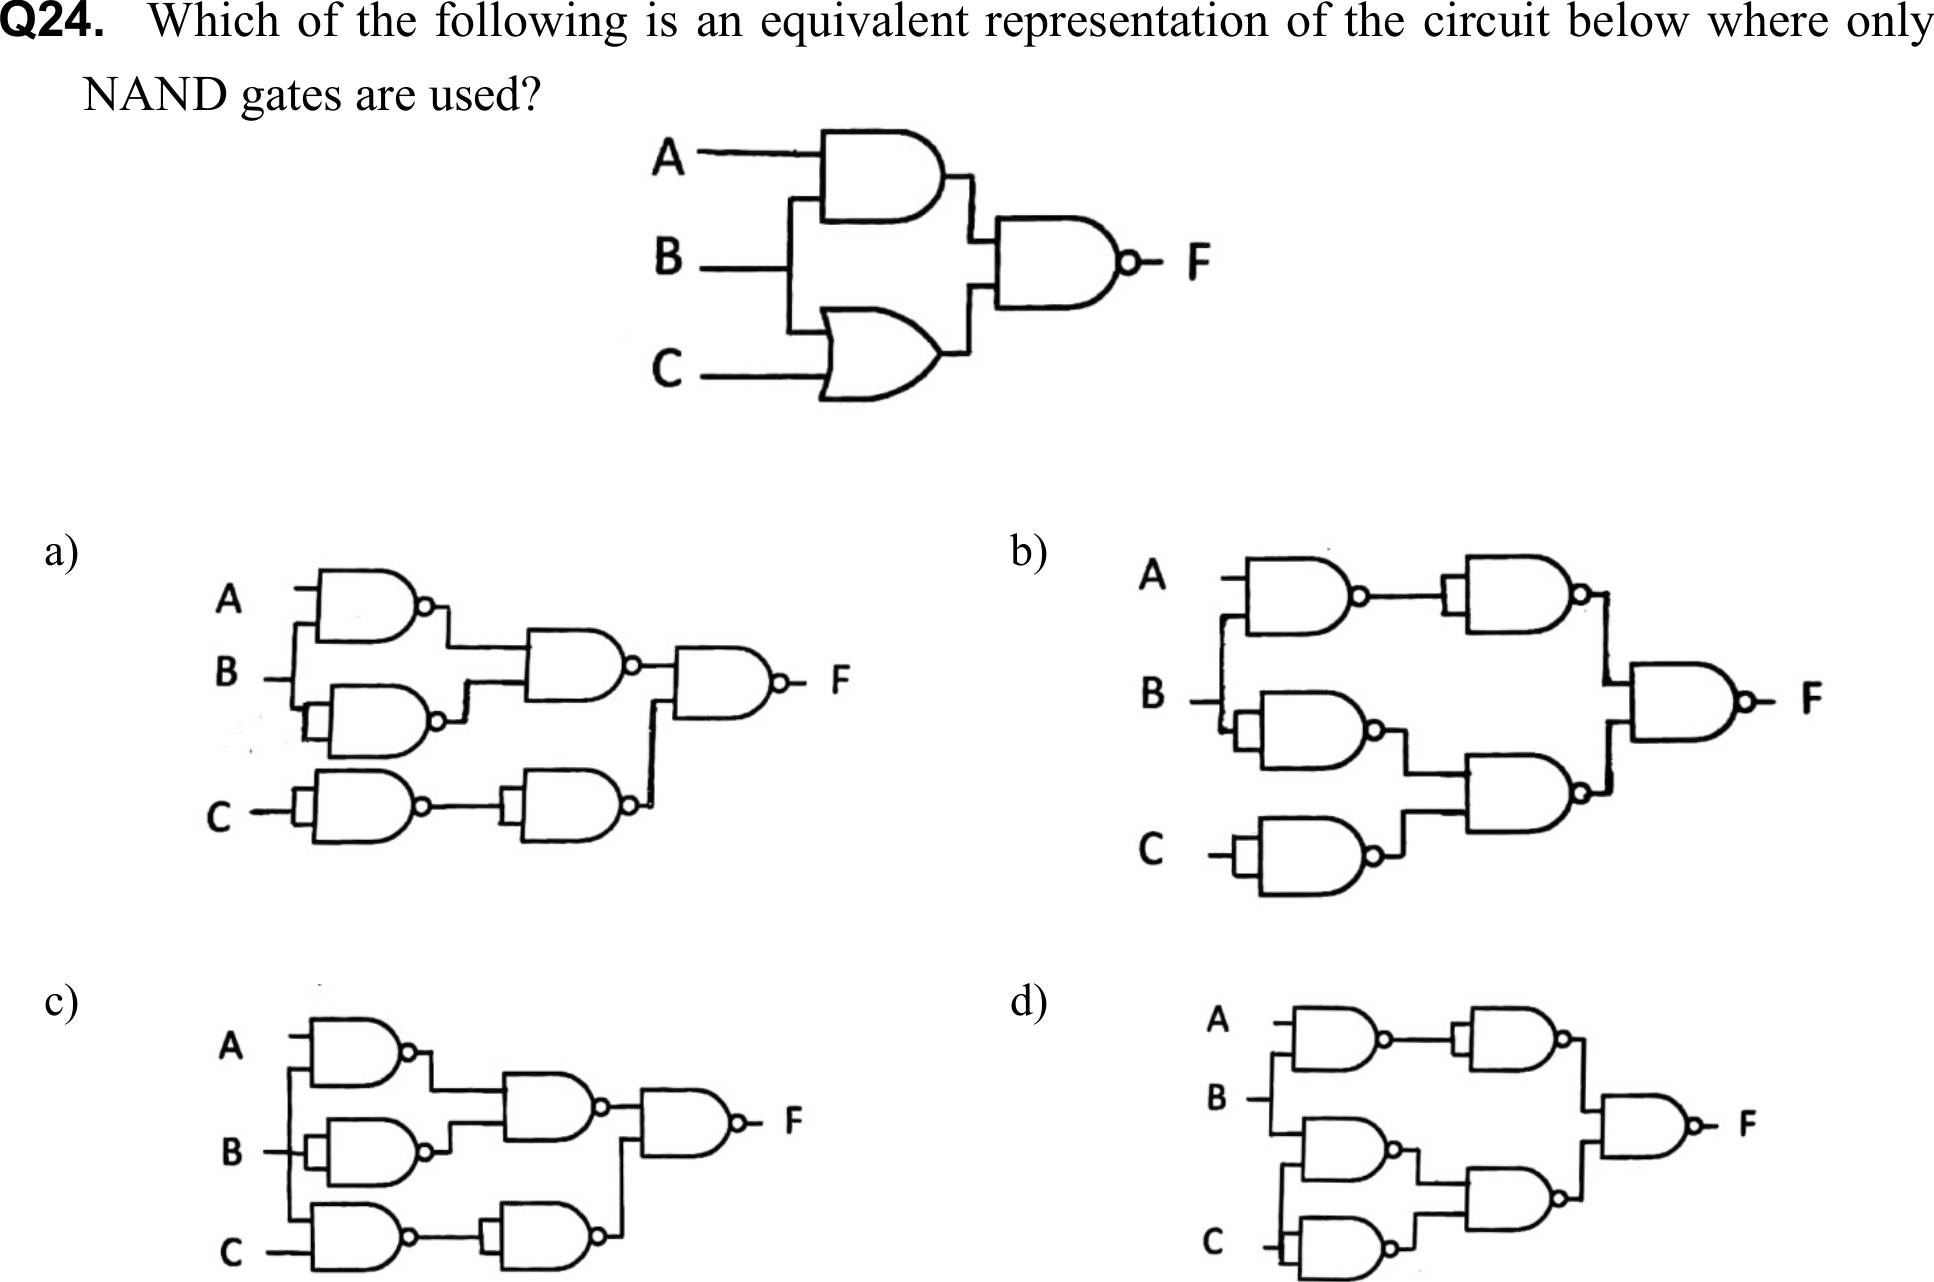 Q24. Which of the following is an equivalent representation of the circuit below where only
NAND gates are used?
A
B
F
C
a)
b)
A
B
F
C
A
B
F
C
c)
d)
A
B
F
C
A
B
F
C